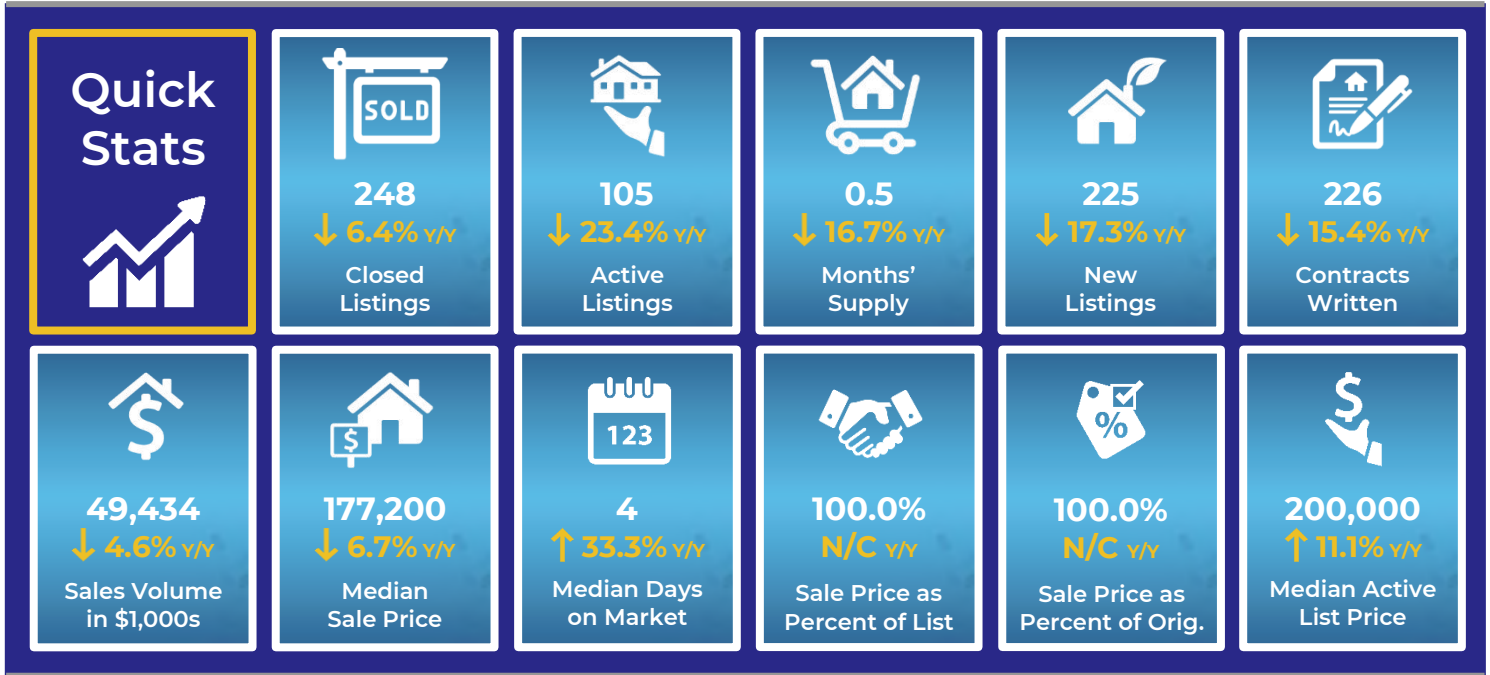 Quick
Stats
SOLD
248
↓ 6.4% Y/Y
Closed
Listings
105
↓ 23.4% Y/Y
Active
Listings
0.5
↓ 16.7% Y/Y
Months’
Supply
225
↓ 17.3% Y/Y
New
Listings
226
↓ 15.4% Y/Y
Contracts
Written
$
49,434
↓ 4.6% Y/Y
Sales Volume
in $1,000s
$
177,200
↓ 6.7% Y/Y
Median
Sale Price
123
4
↑ 33.3% Y/Y
Median Days
on Market
100.0%
N/C Y/Y
Sale Price as
Percent of List
%
100.0%
N/C Y/Y
Sale Price as
Percent of Orig.
$
200,000
↑ 11.1% Y/Y
Median Active
List Price